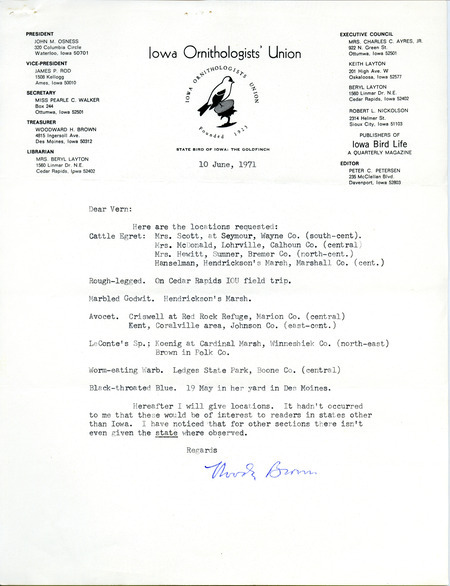 PRESIDENT
JOHN M. OSNESS
330 Columbia Circle
Waterloo, Iowa 50701
VICE-PRESIDENT
JAMES P. ROD
1508 Kellogg
Ames, Iowa 50010
SECRETARY
MISS PEARLE C. WALKER
Box 244
Ottumwa, Iowa 52501
TREASURER
WOODWARD H. BROWN
4815 Ingersoll Ave.
Des Moines, Iowa 50312
LIBRARIAN
MRS. BERYL LAYTON
1560 Linmar Dr. N.E
Cedar Rapids, Iowa 52402
Iowa Ornithologists' Union
IOWA ORNITHOLOGISTS UNION
Founded 1923
STATE BIRD OF IOWA: THE GOLDFINCH
EXECUTIVE COUNCIL
MRS. CHARLES C. AYRES, JR.
922 N. Green St.
Ottumwa, Iowa 52501
KEITH LAYTON
201 High Ave. W
Oskaloosa, Iowa 52577
BERYL LAYTON
1560 Linmar Dr. N.E.
Cedar Rapids, Iowa 52402
ROBERT L. NICKOLSON
2314 Helmer St.
Sioux City, Iowa 51103
PUBLISHERS OF
Iowa Bird Life
A QUARTERLY MAGAZINE
EDITOR
PETER C. PETERSEN
235 McClellan Blvd.
Davenport, Iowa 52803
10 June, 1971
Dear Vern:
Here are the locations requested:
Cattle Egret: Mrs. Scott, at Seymour, Wayne Co. (south-cent).
Mrs. McDonald, Lohrville, Calhoun Co. (central)
Mrs. Hewitt, Sumner, Bremer Co. (north-cent.)
Hanselman, Hendrickson's Marsh, Marshall Co. (cent.)
Rough-legged. On Cedar Rapids IOU field trip.
Marbled Godwit. Hendrickson's Marsh.
Avocet. Criswell at Red Rock Refuge, Marion Co. (central)
Kent, Coralville area, Johnson Co. (east-cent.)
LeConte's Sp.; Koenig at Cardinal Marsh, Winneshiek Co. (north-east)
Brown in Polk Co.
Worm-eating Warb. Ledges State Park, Boone Co. (central)
Black-throated Blue. 19 May in her yard in Des Moines.
Hereafter I will give locations. It hadn't occurred
to me that these would be of interest to readers in states other
than Iowa. I have noticed that for other sections there isn't
even given the state where observed.
Regards
Woody Brown